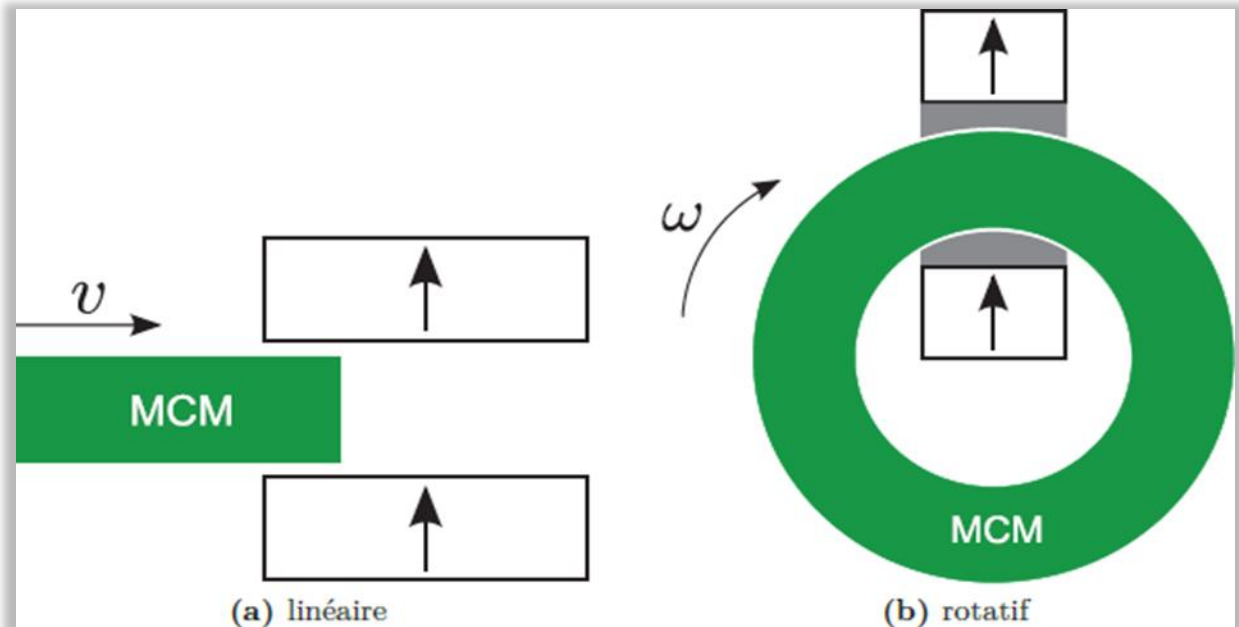 υ
MCM
(a) linéaire
ω
MCM
(b) rotatif